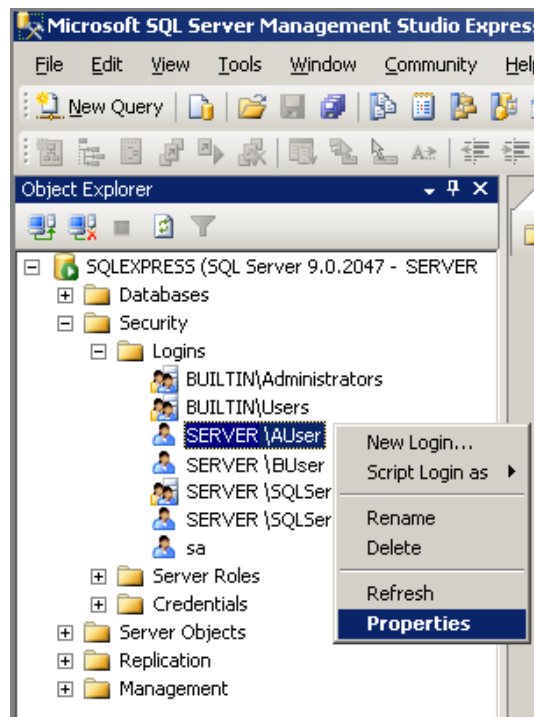 Microsoft SQL Server Management Studio Express
File Edit View Tools Window Community Help
New Query
Object Explorer
SQLEXPRESS (SQL Server 9.0.2047 - SERVER
Databases
Security
Logins
BUILTIN\Administrators
BUILTIN\Users
SERVER \AUser
SERVER \BUser
SERVER \SQLSer
SERVER \SQLSer
sa
Server Roles
Credentials
Server Objects
Replication
Management
New Login...
Script Login as
Rename
Delete
Refresh
Properties